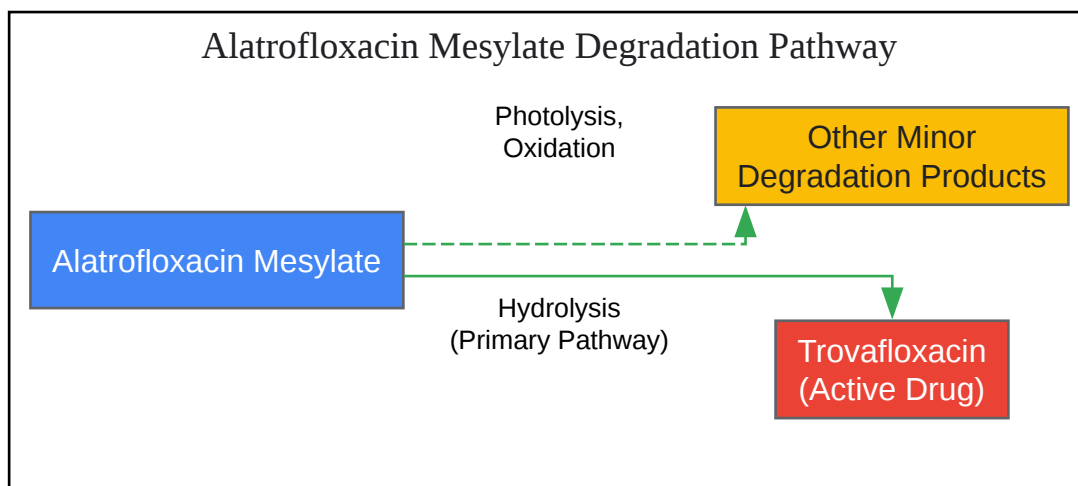 Alatrofloxacin Mesylate Degradation Pathway
Photolysis,
Oxidation
Other Minor
Degradation Products
Alatrofloxacin Mesylate
Hydrolysis
(Primary Pathway)
Trovafloxacin
(Active Drug)